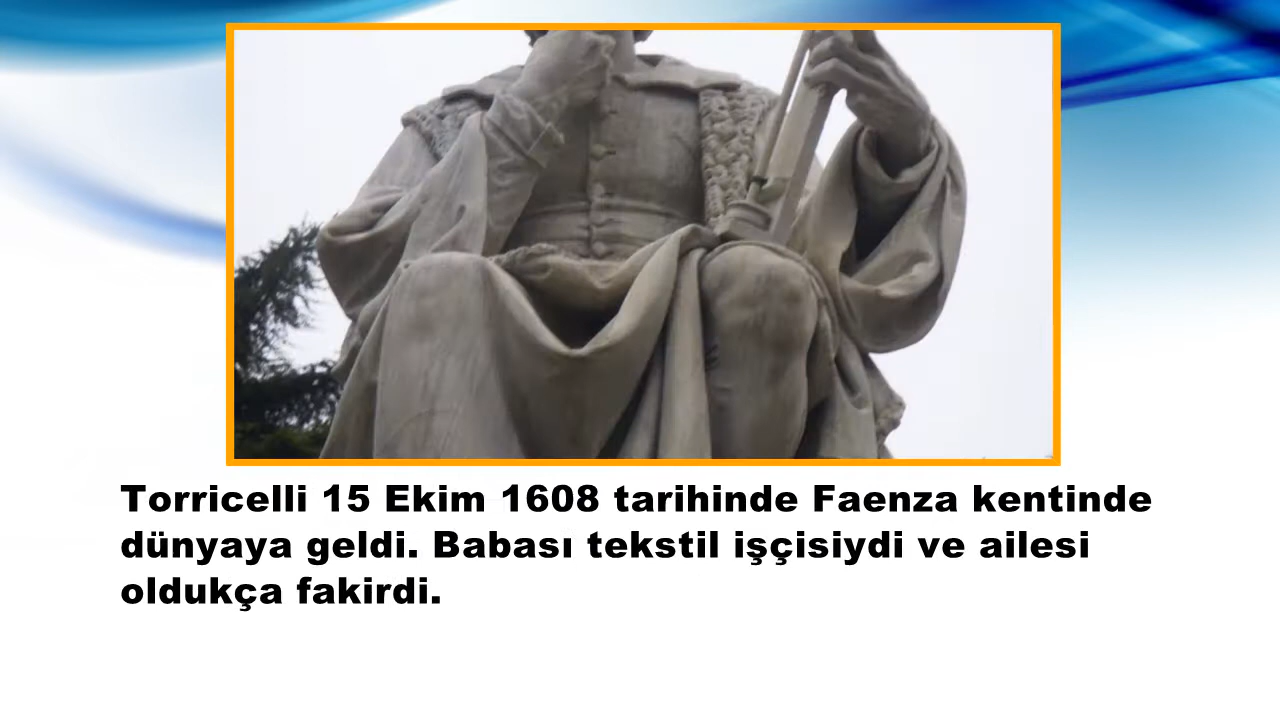 Torricelli 15 Ekim 1608 tarihinde Faenza kentinde
dünyaya geldi. Babası tekstil işçisiydi ve ailesi
oldukça fakirdi.